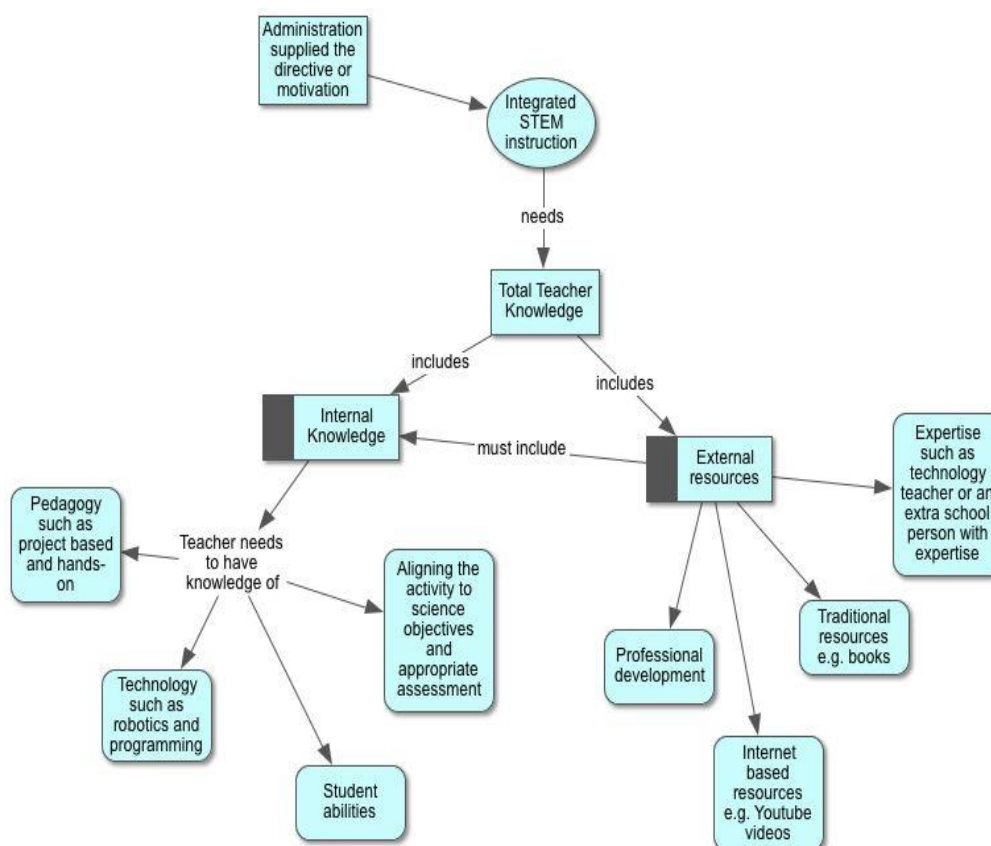 Administration
supplied the
directive or
motivation
Integrated
STEM
instruction
needs
Total Teacher
Knowledge
includes
includes
Internal
Knowledge
must include
External
resources
Expertise
such as
technology
teacher or an
extra school
person with
expertise
Pedagogy
such as
project based
and hands-
on
Teacher needs
to have
knowledge of
Aligning the
activity to
science
objectives
and
appropriate
assessment
Traditional
resources
e.g. books
Professional
development
Technology
such as
robotics and
programming
Student
abilities
Internet
based
resources
e.g. Youtube
videos